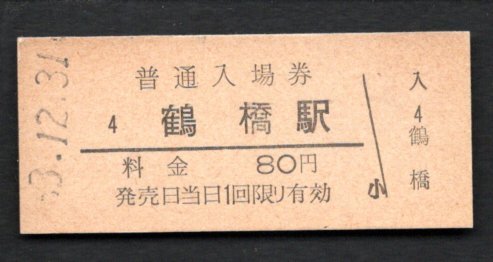 普通入場券
4 鶴橋駅
料金 80円
発売日当日1回限り有効
小
入
4
鶴
橋
3.12.31